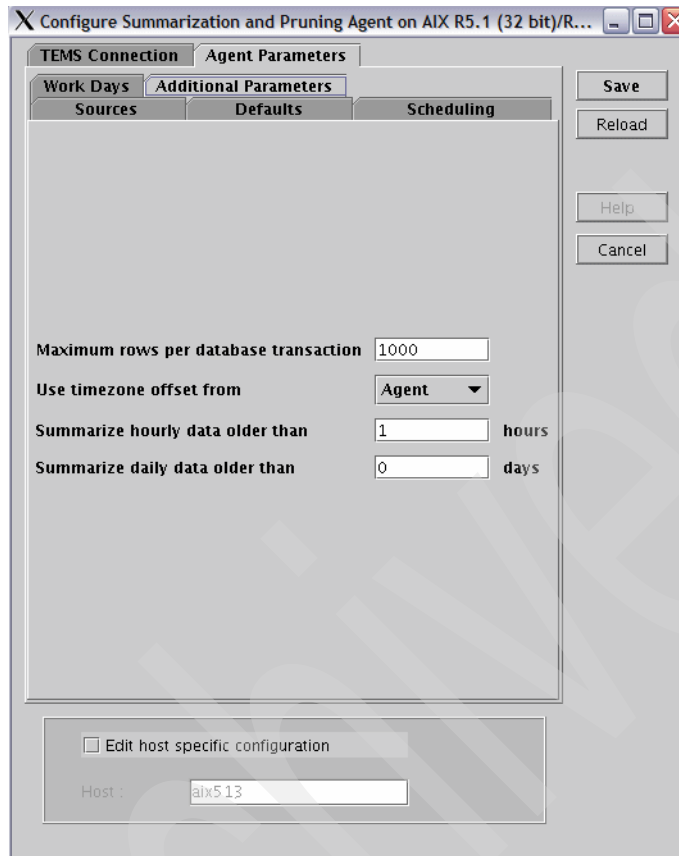 X Configure Summarization and Pruning Agent on AIX R5.1 (32 bit)/R...
TEMS Connection Agent Parameters
Work Days Additional Parameters
Sources Defaults Scheduling
Save
Reload
Help
Cancel
Maximum rows per database transaction 1000
Use timezone offset from Agent
Summarize hourly data older than 1 hours
Summarize daily data older than 0 days
Edit host specific configuration
Host : aix513